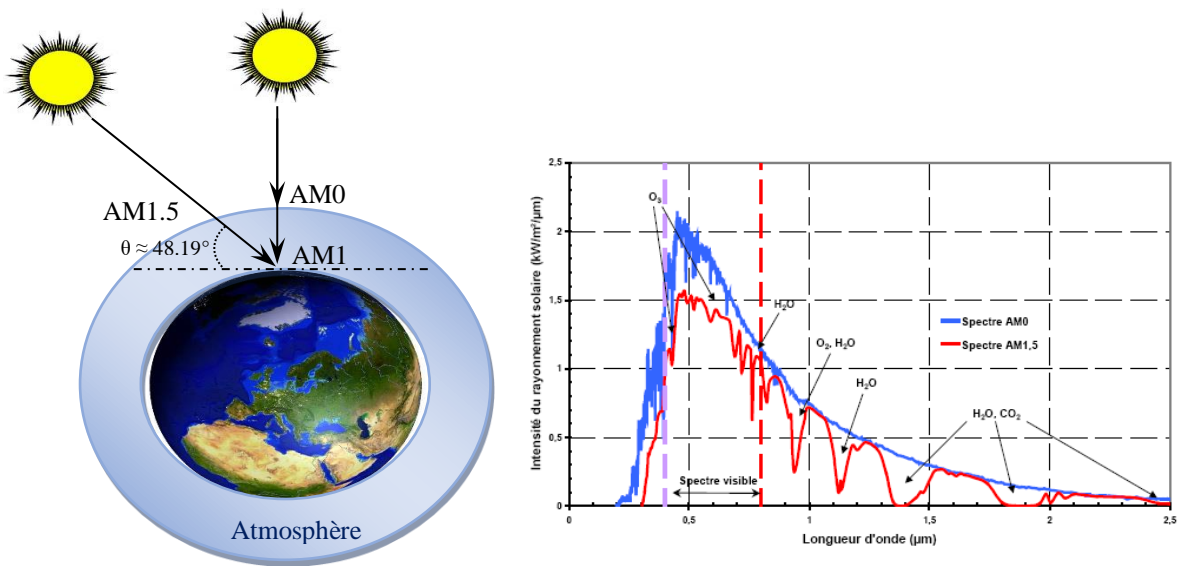 AM0
AM1.5
θ ≈ 48.19°
AM1
Atmosphère
Intensité du rayonnement solaire (kW/m²/µm)
2,5
2
1,5
1
0,5
0
O₃
H₂O
O₂, H₂O
H₂O
H₂O, CO₂
Spectre AM0
Spectre AM1,5
Spectre visible
0
0,5
1
1,5
2
2,5
Longueur d'onde (µm)